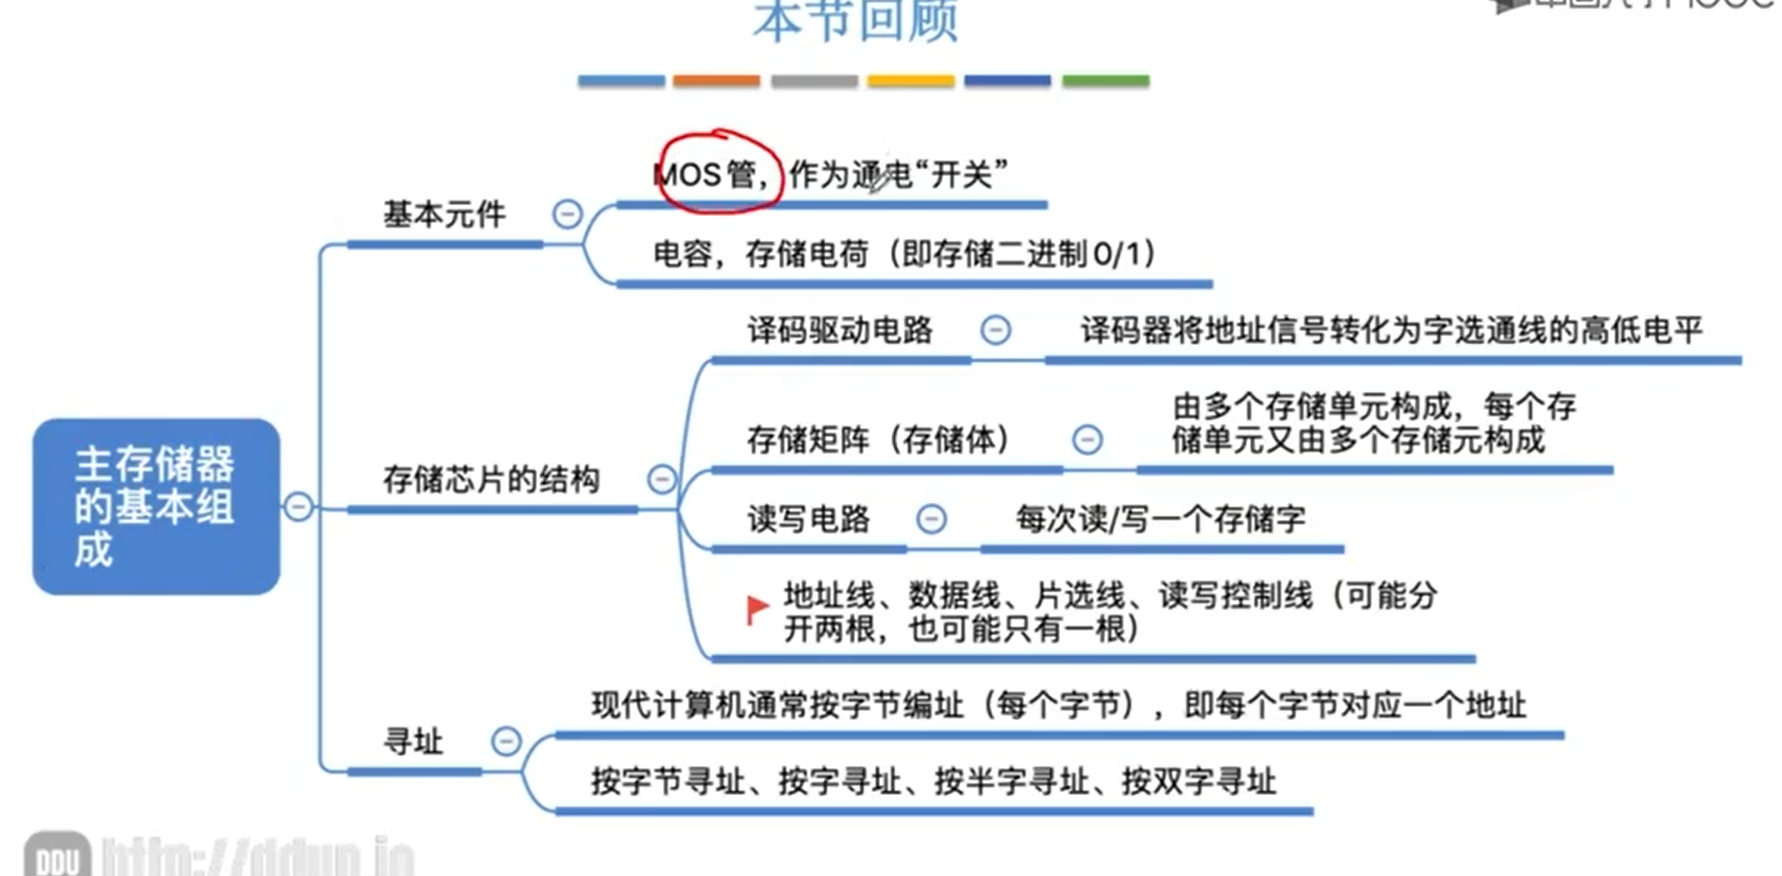 本节回顾
MOS管，作为通电“开关”
基本元件
电容，存储电荷（即存储二进制0/1）
译码驱动电路
译码器将地址信号转化为字选通线的高低电平
由多个存储单元构成，每个存
储单元又由多个存储元构成
存储矩阵（存储体）
主存储器
的基本组
成
存储芯片的结构
读写电路
每次读/写一个存储字
地址线、数据线、片选线、读写控制线（可能分
开两根，也可能只有一根）
现代计算机通常按字节编址（每个字节），即每个字节对应一个地址
寻址
按字节寻址、按字寻址、按半字寻址、按双字寻址
DDU